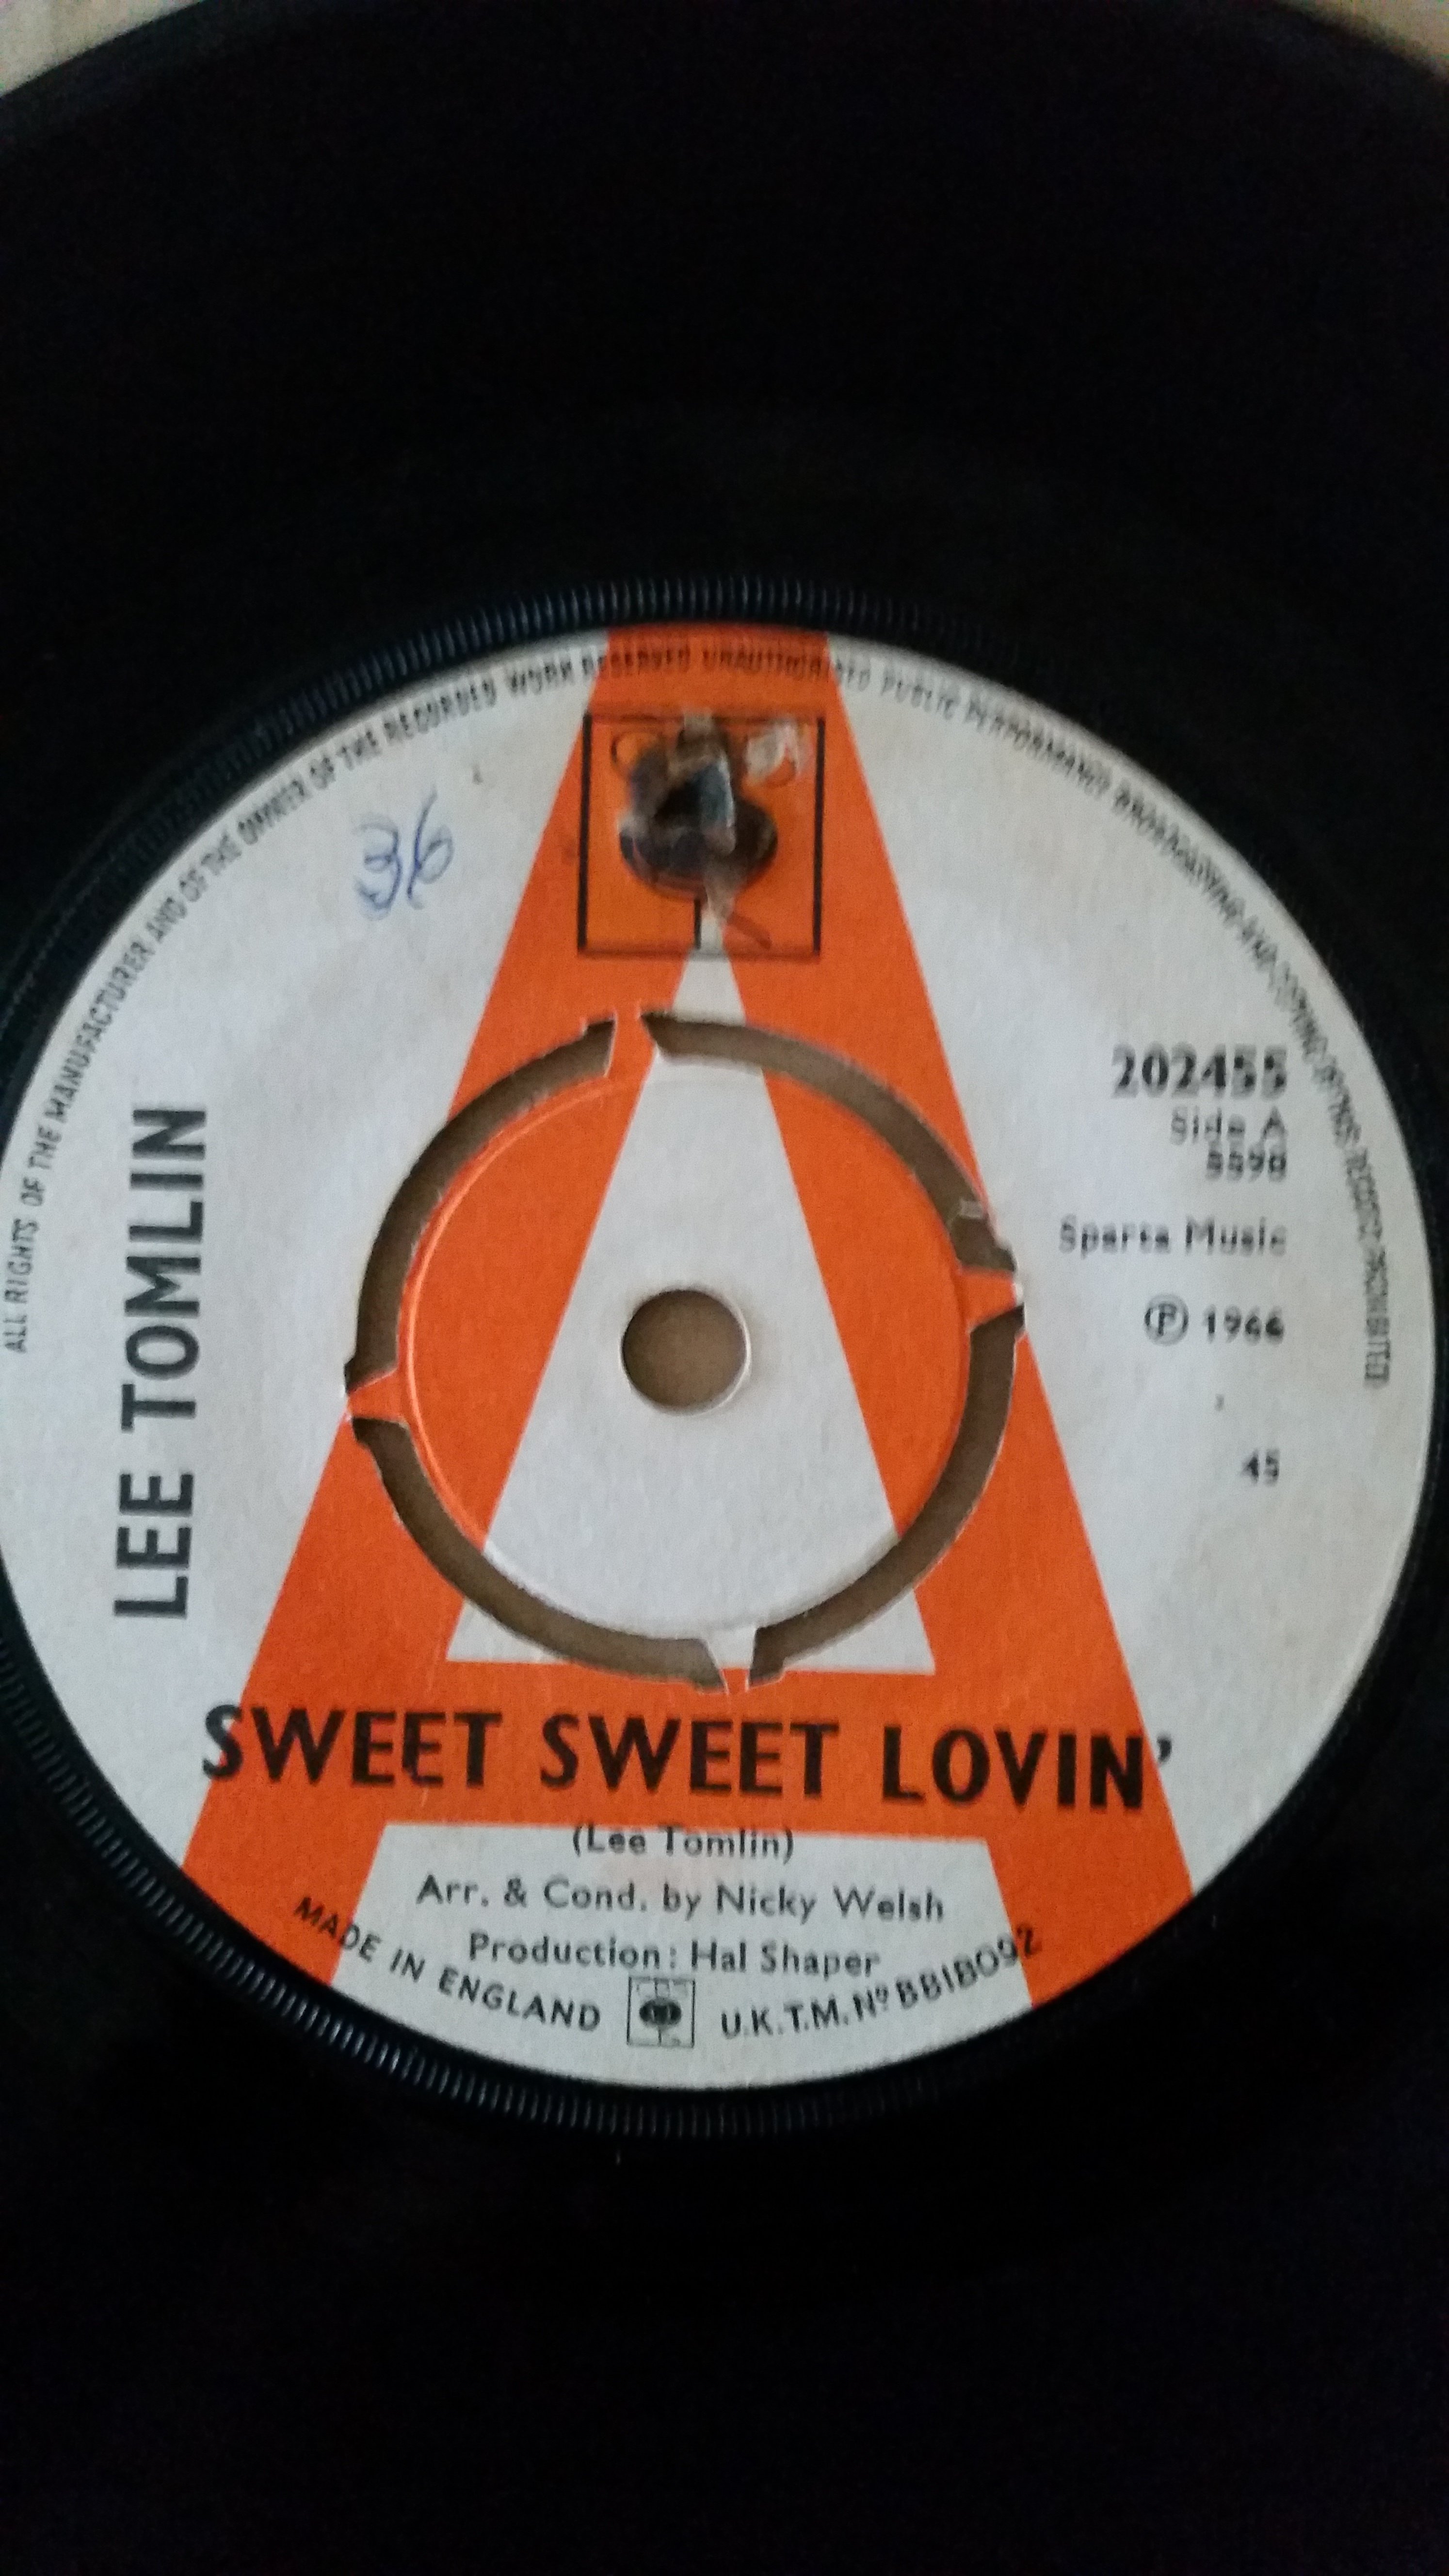 ALL RIGHTS OF THE MANUFACTURER AND OF THE OWNER OF THE RECORDED WORK RESERVED UNAUTHORISED PUBLIC PERFORMANCE BROADCASTING AND COPYING OF THIS RECORD PROHIBITED
36
LEE TOMLIN
202455
Side A
Sparta Music
Ⓟ 1966
45
SWEET SWEET LOVIN'
(Lee Tomlin)
Arr. & Cond. by Nicky Welsh
Production: Hal Shaper
MADE IN ENGLAND U.K.T.M. Nº BB1B092